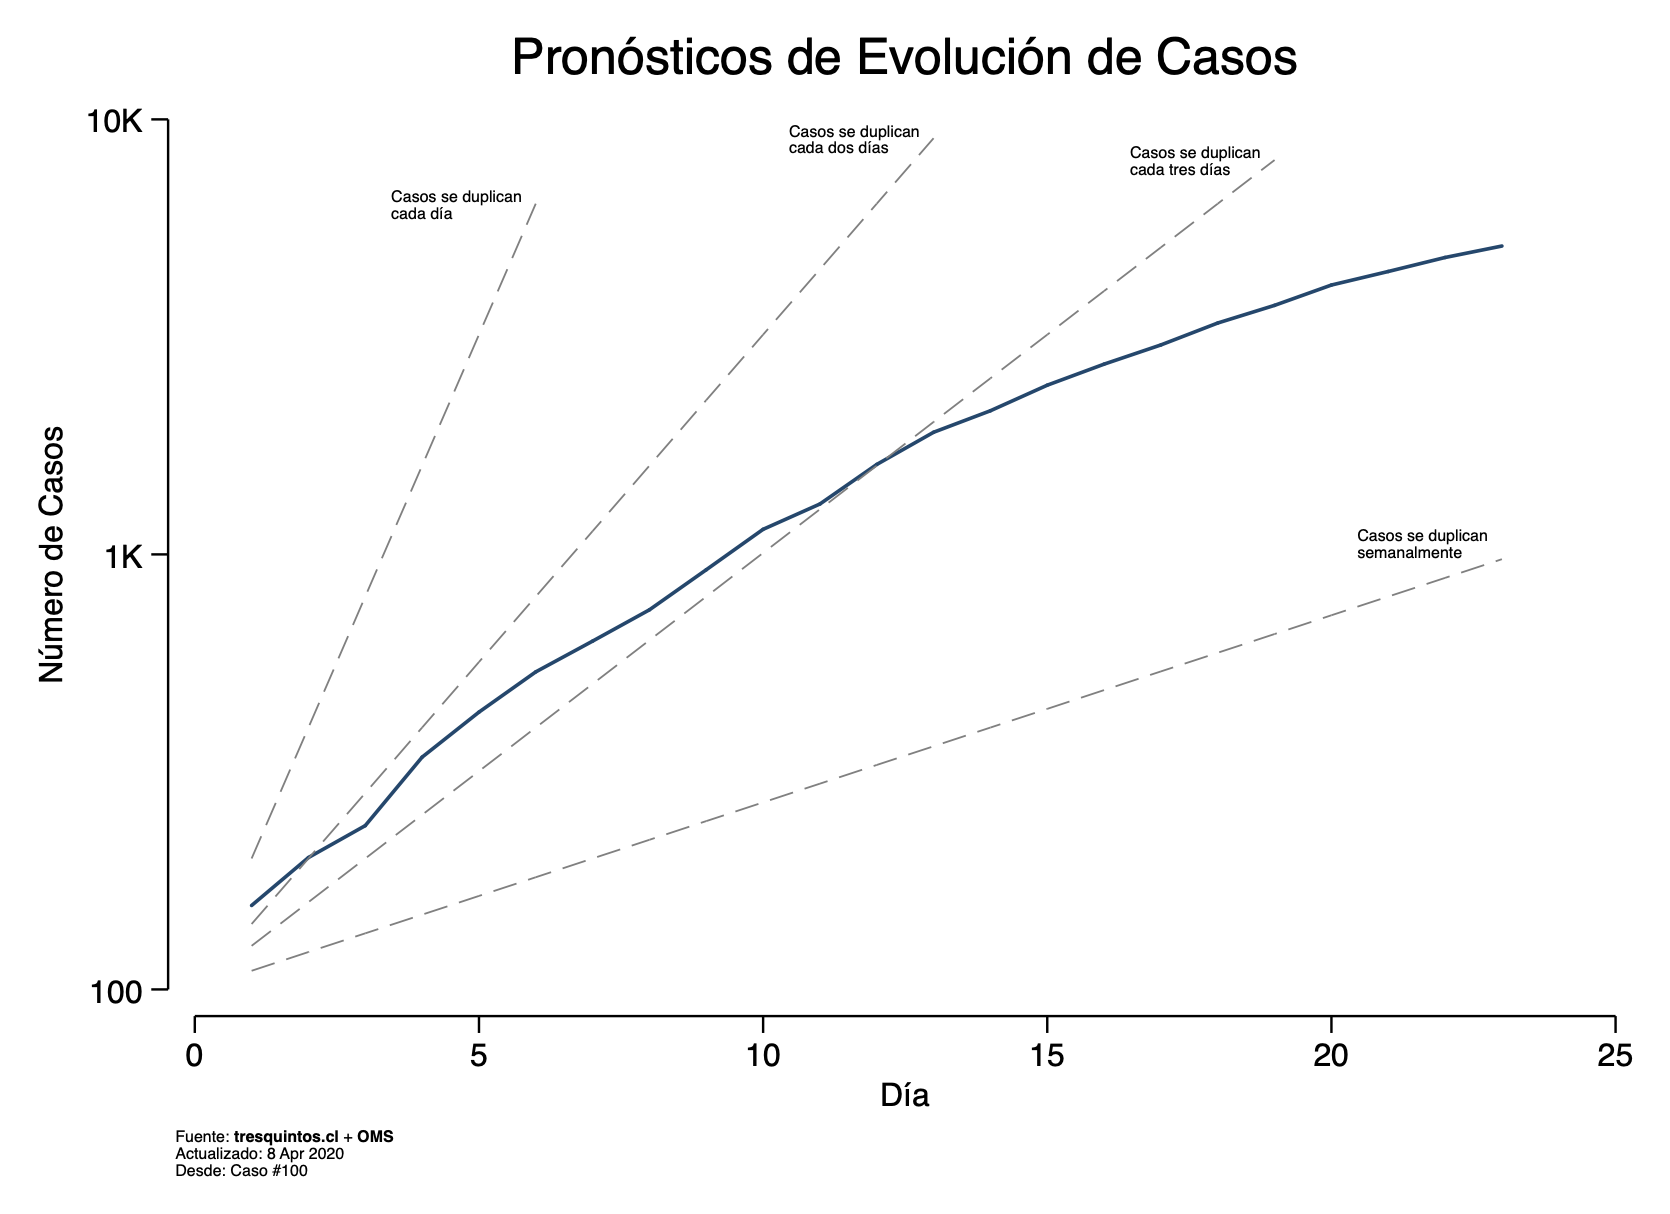 Pronósticos de Evolución de Casos
10K
1K
100
Número de Casos
Casos se duplican
cada día
Casos se duplican
cada dos días
Casos se duplican
cada tres días
Casos se duplican
semanalmente
0 5 10 15 20 25
Día
Fuente: tresquintos.cl + OMS
Actualizado: 8 Apr 2020
Desde: Caso #100